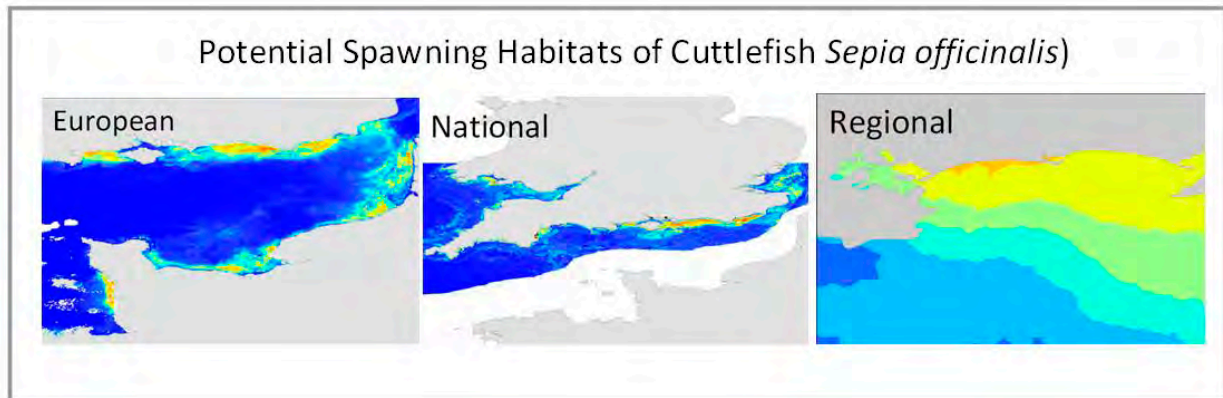 Potential Spawning Habitats of Cuttlefish Sepia officinalis)
European
National
Regional